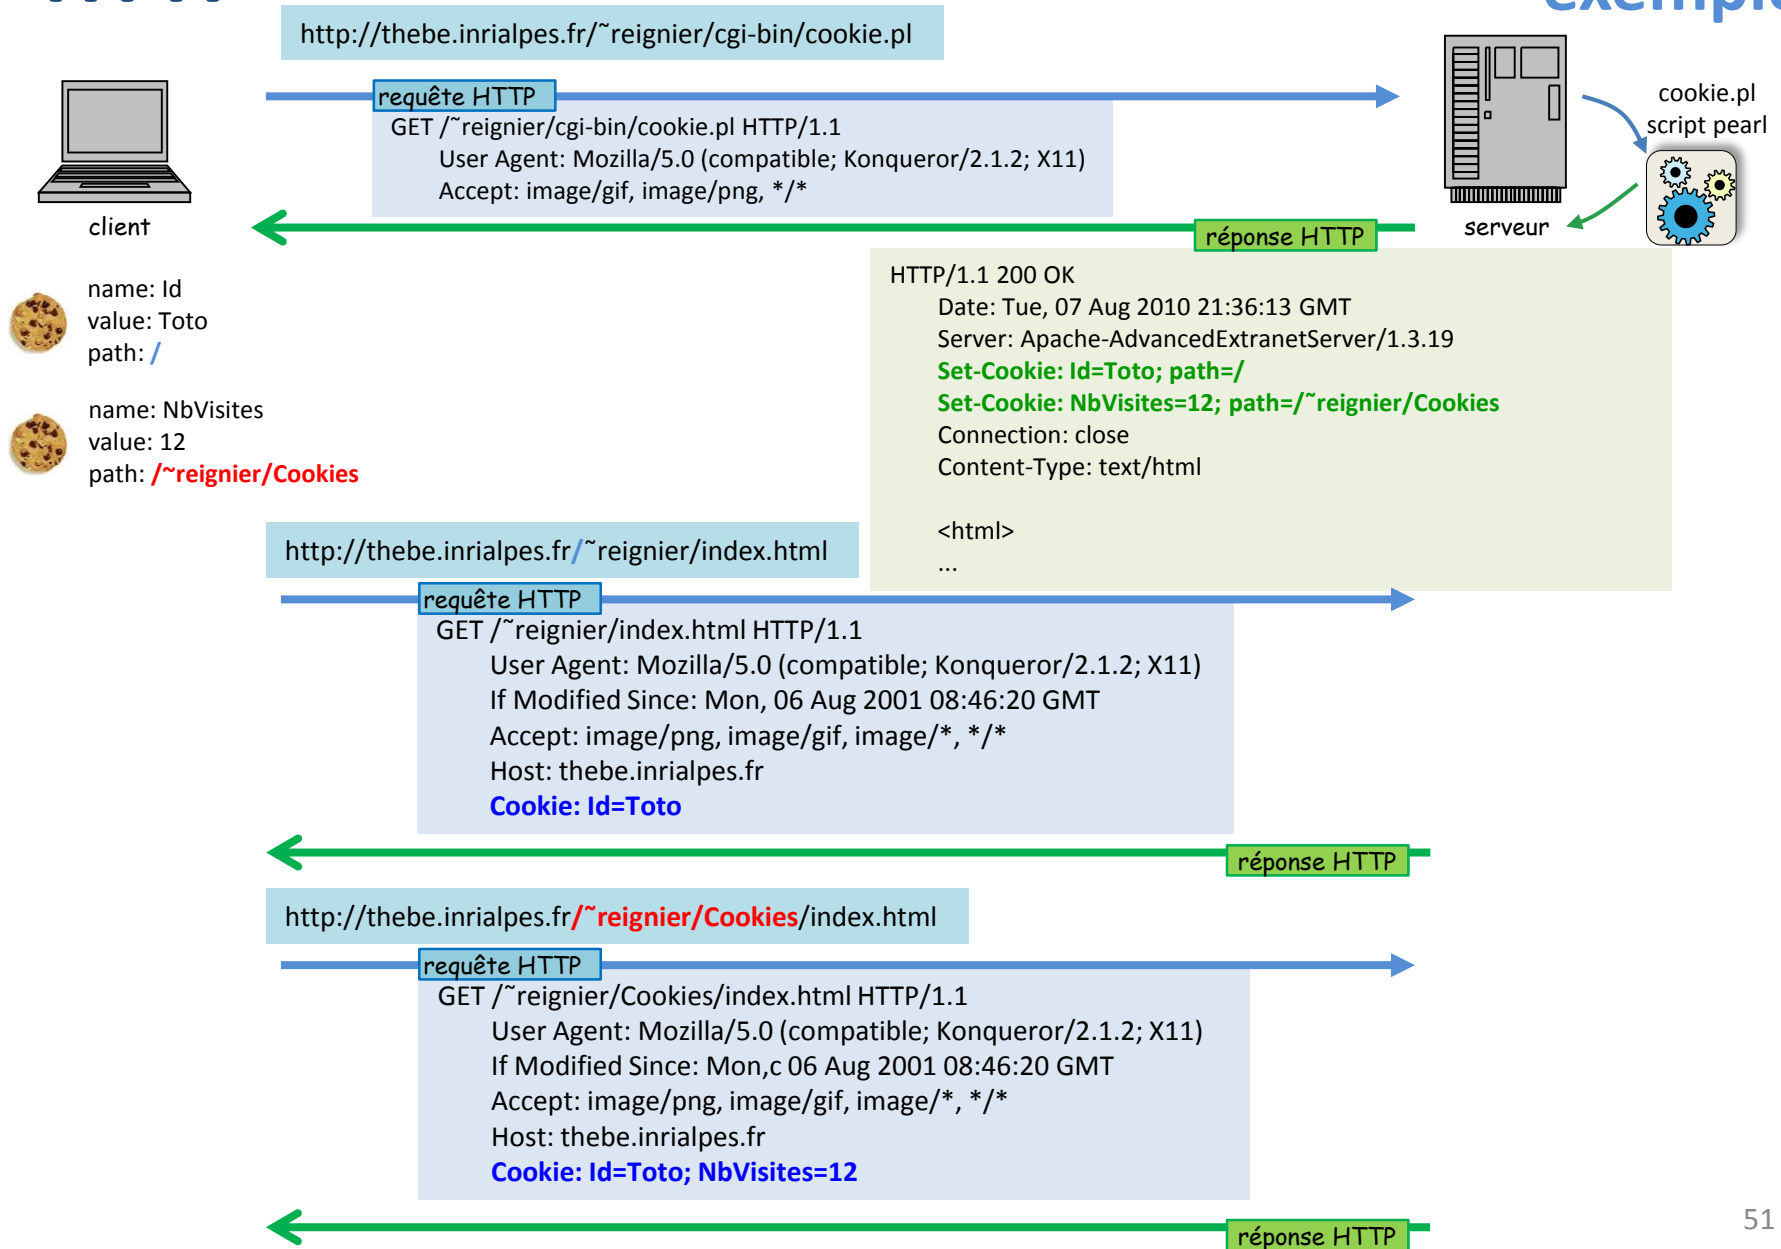 http://thebe.inrialpes.fr/˜reignier/cgi-bin/cookie.pl
requête HTTP
GET /˜reignier/cgi-bin/cookie.pl HTTP/1.1
User Agent: Mozilla/5.0 (compatible; Konqueror/2.1.2; X11)
Accept: image/gif, image/png, */*
cookie.pl
script pearl
client
serveur
réponse HTTP
name: Id
value: Toto
path: /
name: NbVisites
value: 12
path: /~reignier/Cookies
HTTP/1.1 200 OK
Date: Tue, 07 Aug 2010 21:36:13 GMT
Server: Apache-AdvancedExtranetServer/1.3.19
Set-Cookie: Id=Toto; path=/
Set-Cookie: NbVisites=12; path=/˜reignier/Cookies
Connection: close
Content-Type: text/html
<html>
...
http://thebe.inrialpes.fr/˜reignier/index.html
requête HTTP
GET /˜reignier/index.html HTTP/1.1
User Agent: Mozilla/5.0 (compatible; Konqueror/2.1.2; X11)
If Modified Since: Mon, 06 Aug 2001 08:46:20 GMT
Accept: image/png, image/gif, image/*, */*
Host: thebe.inrialpes.fr
Cookie: Id=Toto
réponse HTTP
http://thebe.inrialpes.fr/˜reignier/Cookies/index.html
requête HTTP
GET /˜reignier/Cookies/index.html HTTP/1.1
User Agent: Mozilla/5.0 (compatible; Konqueror/2.1.2; X11)
If Modified Since: Mon,c 06 Aug 2001 08:46:20 GMT
Accept: image/png, image/gif, image/*, */*
Host: thebe.inrialpes.fr
Cookie: Id=Toto; NbVisites=12
réponse HTTP
51